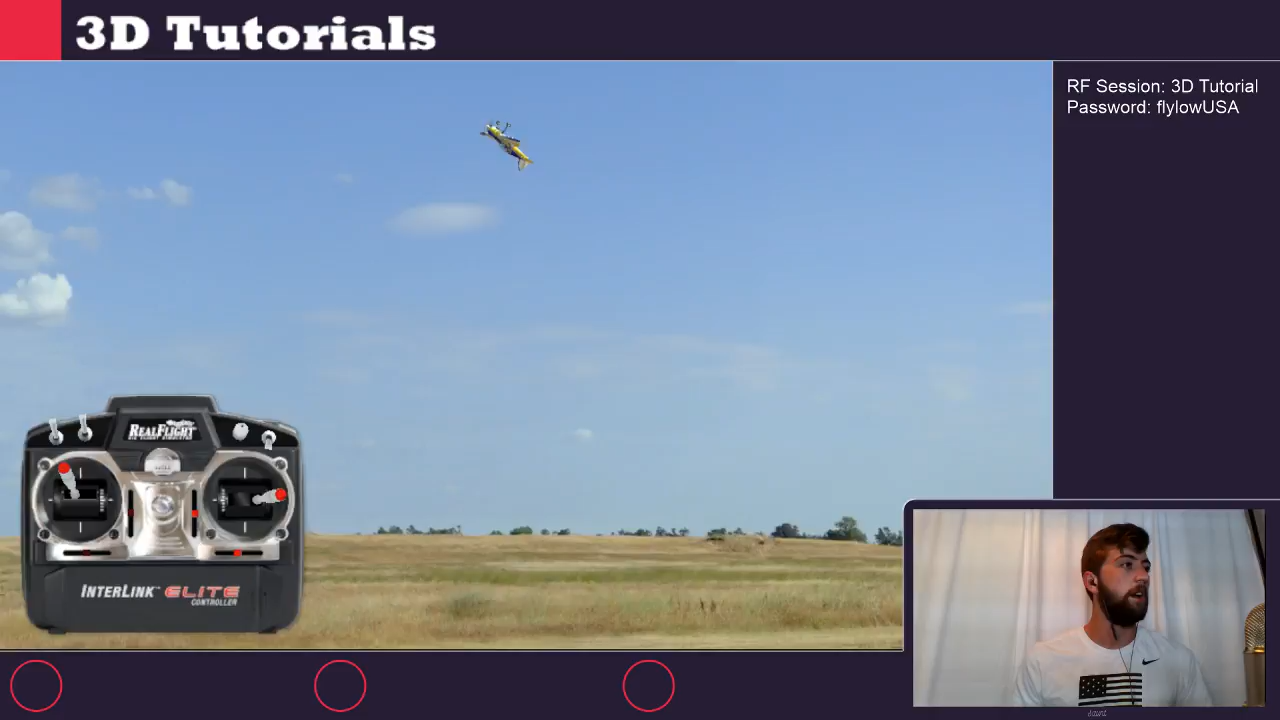 3D Tutorials
RF Session: 3D Tutorial
Password: flylowUSA
REALFLIGHT
INTERLINK ELITE
CONTROLLER